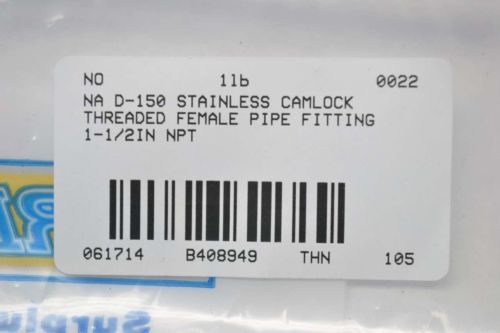 NO 1lb 0022
NA D-150 STAINLESS CAMLOCK
THREADED FEMALE PIPE FITTING
1-1/2IN NPT
061714 B408949 THN 105